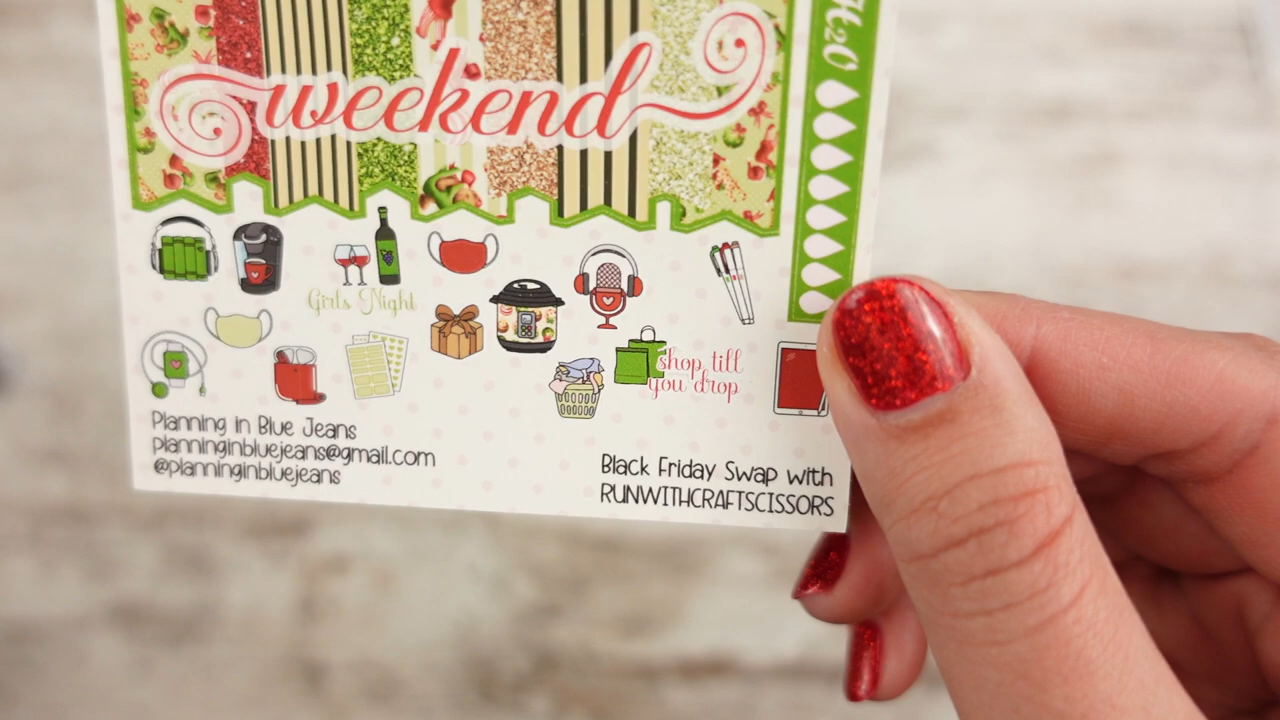 weekend
H2O
Girls Night
shop till
you drop
Planning in Blue Jeans
planninginbluejeans@gmail.com
@planninginbluejeans
Black Friday Swap with
RUNWITHCRAFTSCISSORS